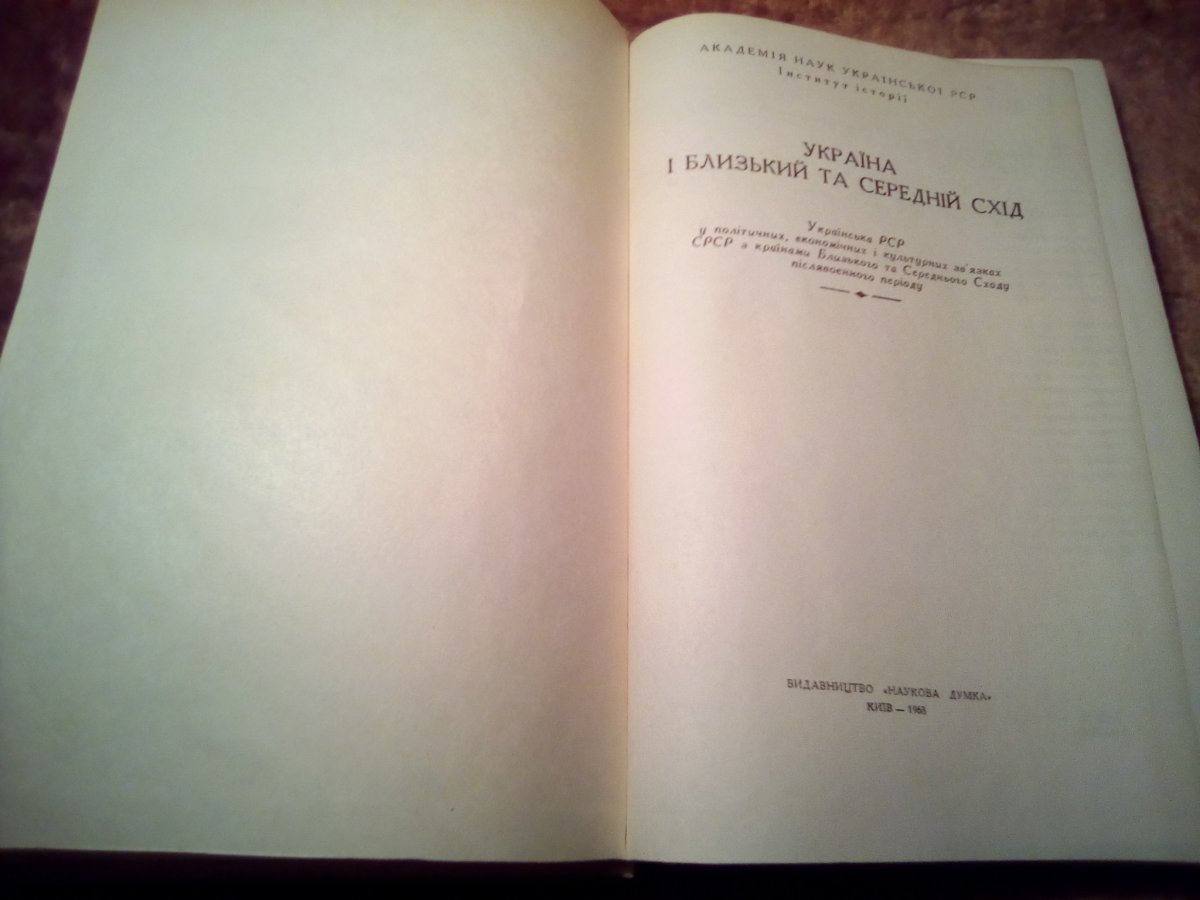 АКАДЕМІЯ НАУК УКРАЇНСЬКОЇ РСР
Інститут історії
УКРАЇНА
І БЛИЗЬКИЙ ТА СЕРЕДНІЙ СХІД
Українська РСР
у політичних, економічних і культурних зв'язках
СРСР з країнами Близького та Середнього Сходу
післявоєнного періоду
ВИДАВНИЦТВО «НАУКОВА ДУМКА»
КИЇВ — 1968